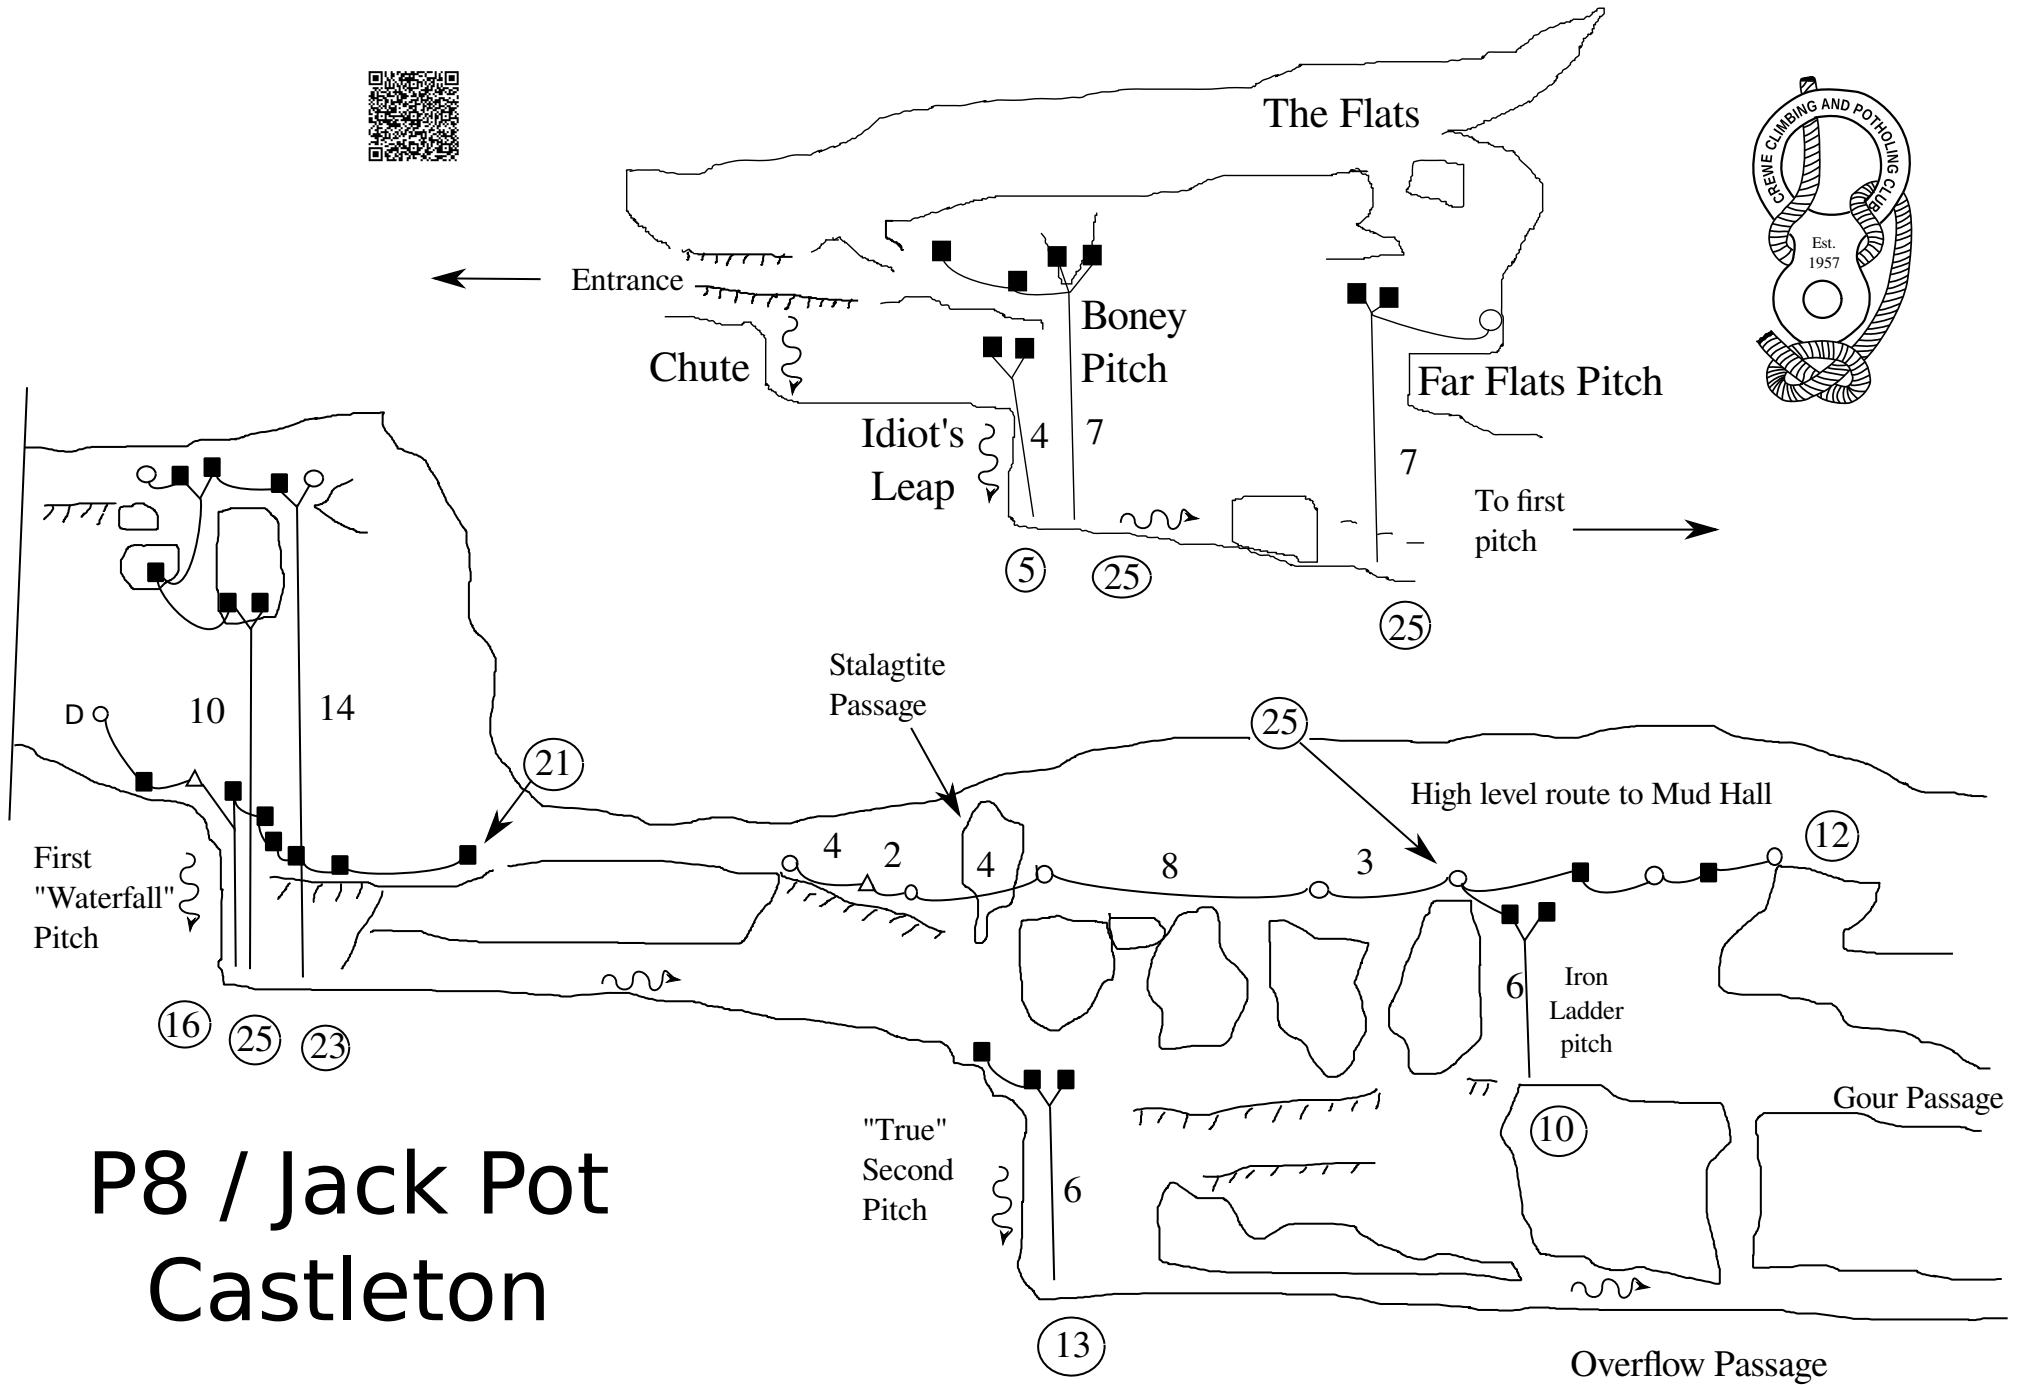 The Flats
CREWE CLIMBING AND POTHOLING CLUB
Est.
1957
Entrance
Boney
Pitch
Chute
Far Flats Pitch
Idiot's
Leap
4
7
7
To first
pitch
5
25
25
Stalagtite
Passage
D
10
14
25
21
High level route to Mud Hall
12
First
"Waterfall"
Pitch
4
2
4
8
3
6
Iron
Ladder
pitch
16
25
23
Gour Passage
10
"True"
Second
Pitch
6
P8 / Jack Pot
Castleton
13
Overflow Passage